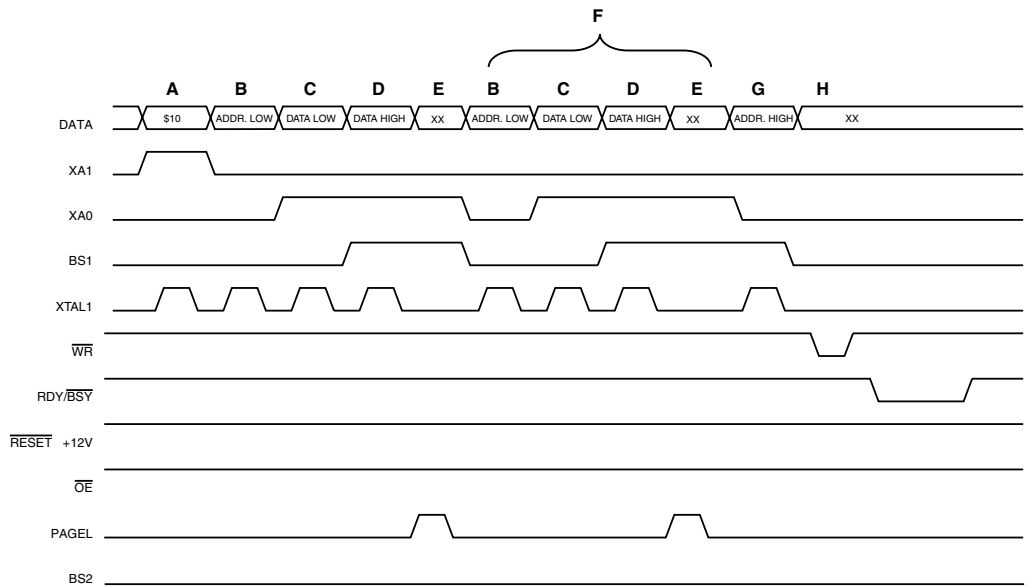 F
A B C D E B C D E G H
DATA $10 ADDR. LOW DATA LOW DATA HIGH XX ADDR. LOW DATA LOW DATA HIGH XX ADDR. HIGH XX
XA1
XA0
BS1
XTAL1
WR
RDY/BSY
RESET +12V
OE
PAGEL
BS2